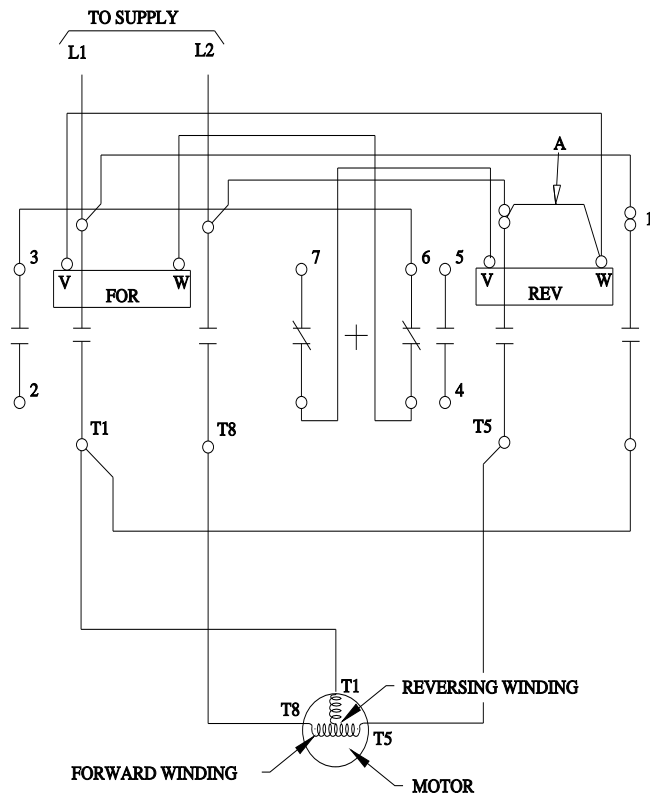 TO SUPPLY
L1 L2
A
1
3 7 6 5
V W V W
FOR REV
2 4
T1 T8 T5
T1
REVERSING WINDING
T8
T5
FORWARD WINDING
MOTOR